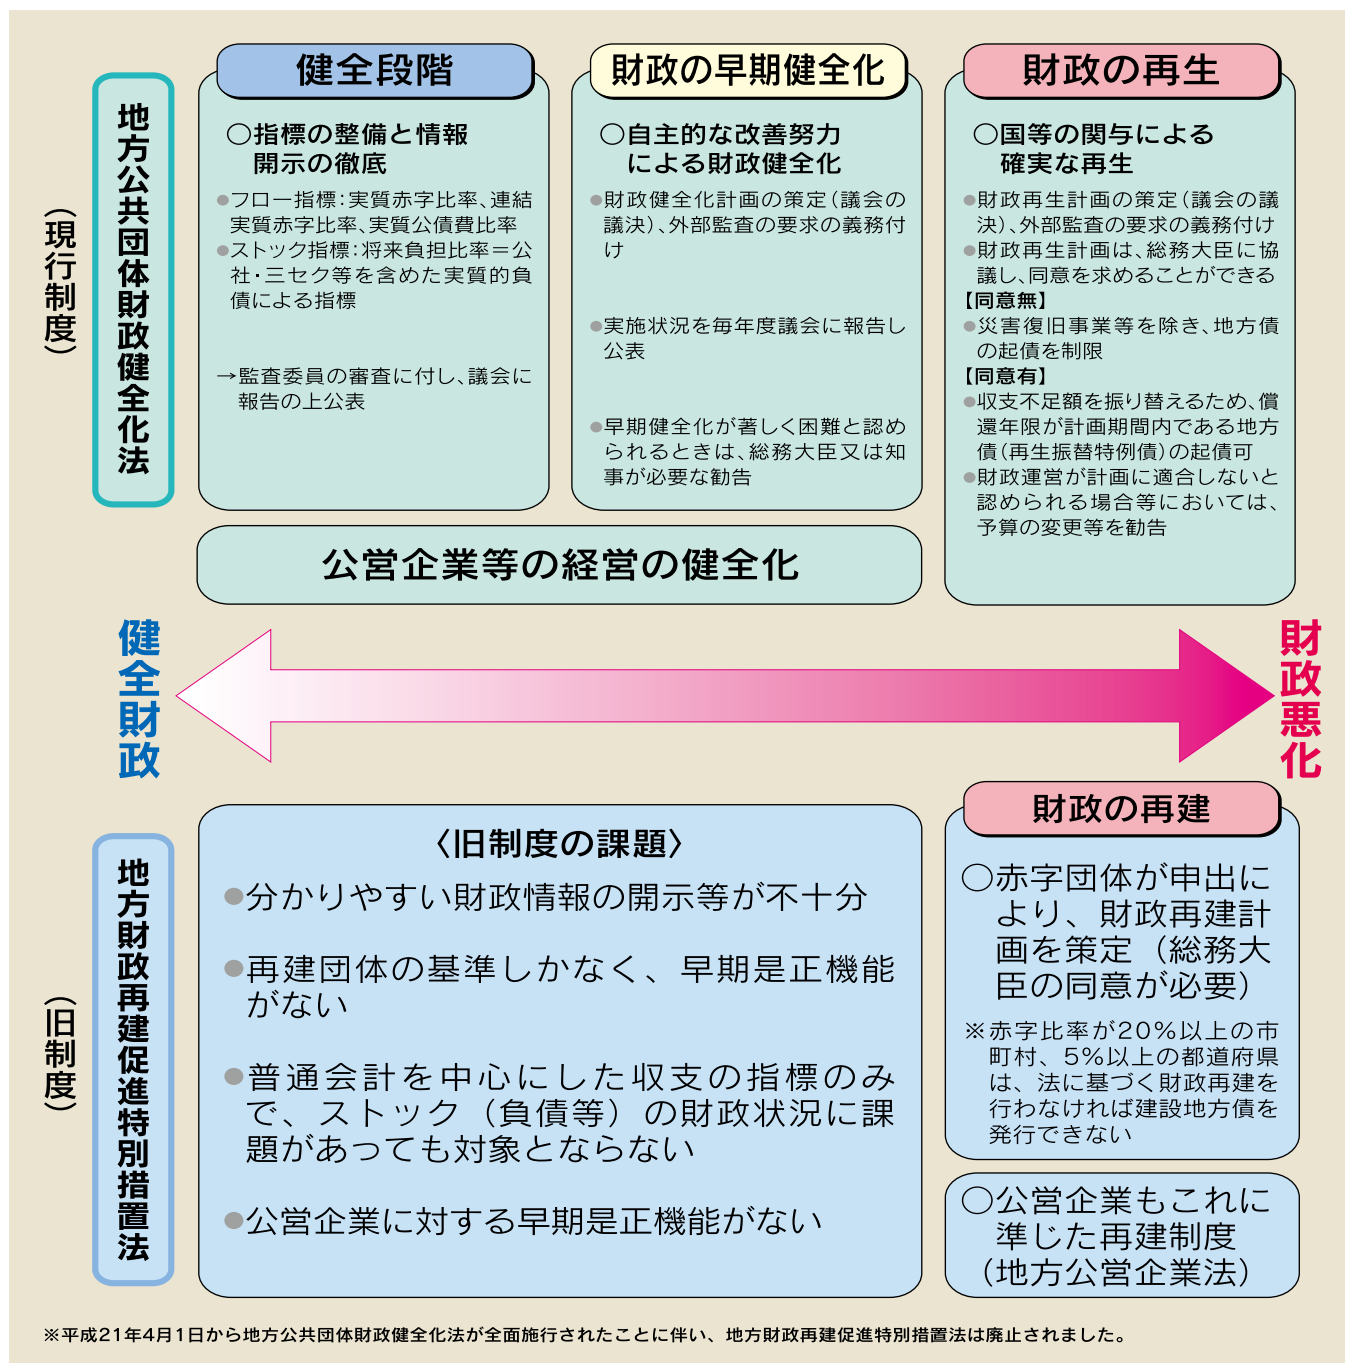 地方公共団体財政健全化法
（現行制度）
健全段階
○指標の整備と情報
開示の徹底
●フロー指標：実質赤字比率、連結
実質赤字比率、実質公債費比率
●ストック指標：将来負担比率＝公
社・三セク等を含めた実質的負
債による指標
→監査委員の審査に付し、議会に
報告の上公表
財政の早期健全化
○自主的な改善努力
による財政健全化
●財政健全化計画の策定（議会の
議決）、外部監査の要求の義務付
け
●実施状況を毎年度議会に報告し
公表
●早期健全化が著しく困難と認め
られるときは、総務大臣又は知
事が必要な勧告
財政の再生
○国等の関与による
確実な再生
●財政再生計画の策定（議会の議
決）、外部監査の要求の義務付け
●財政再生計画は、総務大臣に協
議し、同意を求めることができる
【同意無】
●災害復旧事業等を除き、地方債
の起債を制限
【同意有】
●収支不足額を振り替えるため、償
還年限が計画期間内である地方
債（再生振替特例債）の起債可
●財政運営が計画に適合しないと
認められる場合等においては、
予算の変更等を勧告
公営企業等の経営の健全化
健全財政
財政悪化
地方財政再建促進特別措置法
（旧制度）
〈旧制度の課題〉
●分かりやすい財政情報の開示等が不十分
●再建団体の基準しかなく、早期是正機能
がない
●普通会計を中心にした収支の指標のみ
で、ストック（負債等）の財政状況に課
題があっても対象とならない
●公営企業に対する早期是正機能がない
財政の再建
○赤字団体が申出に
より、財政再建計
画を策定（総務大
臣の同意が必要）
※赤字比率が20％以上の市
町村、5％以上の都道府県
は、法に基づく財政再建を
行わなければ建設地方債を
発行できない
○公営企業もこれに
準じた再建制度
（地方公営企業法）
※平成21年4月1日から地方公共団体財政健全化法が全面施行されたことに伴い、地方財政再建促進特別措置法は廃止されました。